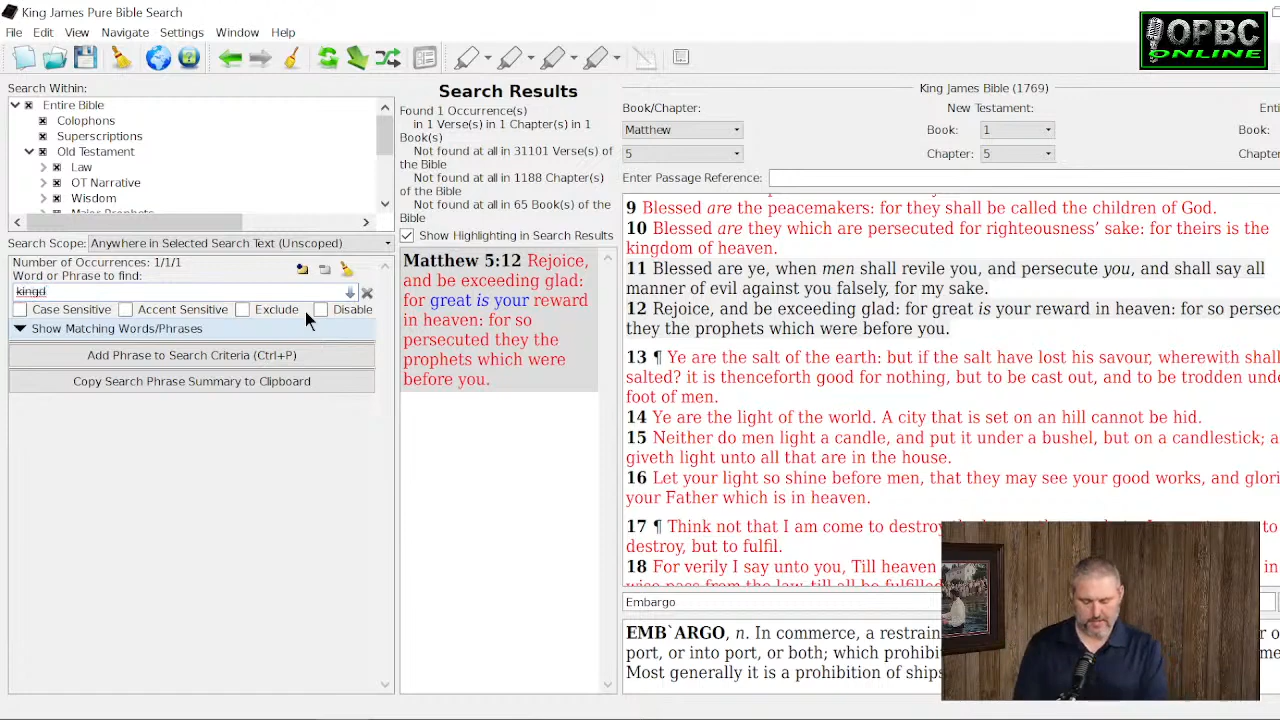 King James Pure Bible Search
File Edit View Navigate Settings Window Help
OPBC
ONLINE
Search Within:
Entire Bible
Colophons
Superscriptions
Old Testament
Law
OT Narrative
Wisdom
Search Scope: Anywhere in Selected Search Text (Unscoped)
Number of Occurrences: 1/1/1
Word or Phrase to find:
kingd
Case Sensitive Accent Sensitive Exclude Disable
Show Matching Words/Phrases
Add Phrase to Search Criteria (Ctrl+P)
Copy Search Phrase Summary to Clipboard
Search Results
Found 1 Occurrence(s)
in 1 Verse(s) in 1 Chapter(s) in 1
Book(s)
Not found at all in 31101 Verse(s) of
the Bible
Not found at all in 1188 Chapter(s)
of the Bible
Not found at all in 65 Book(s) of the
Bible
Show Highlighting in Search Results
Matthew 5:12 Rejoice,
and be exceeding glad:
for great is your reward
in heaven: for so
persecuted they the
prophets which were
before you.
King James Bible (1769)
Book/Chapter: New Testament:
Matthew Book: 1 Book:
5 Chapter: 5
Enter Passage Reference:
9 Blessed are the peacemakers: for they shall be called the children of God.
10 Blessed are they which are persecuted for righteousness’ sake: for theirs is the
kingdom of heaven.
11 Blessed are ye, when men shall revile you, and persecute you, and shall say all
manner of evil against you falsely, for my sake.
12 Rejoice, and be exceeding glad: for great is your reward in heaven: for so
they the prophets which were before you.
13 ¶ Ye are the salt of the earth: but if the salt have lost his savour, wherewith
salted? it is thenceforth good for nothing, but to be cast out, and to be trodden
foot of men.
14 Ye are the light of the world. A city that is set on an hill cannot be hid.
15 Neither do men light a candle, and put it under a bushel, but on a candlestick;
giveth light unto all that are in the house.
16 Let your light so shine before men, that they may see your good works, and
your Father which is in heaven.
17 ¶ Think not that I am come to destroy to
destroy, but to fulfil.
18 For verily I say unto you, Till heaven in
Embargo
EMB`ARGO, n. In commerce, a restrain
port, or into port, or both; which
Most generally it is a prohibition of ships